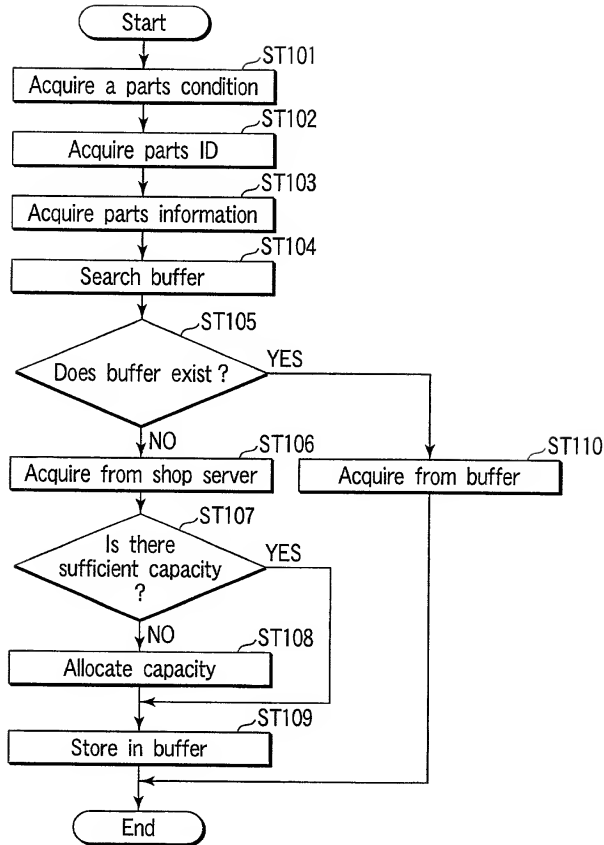 Start
ST101
Acquire a parts condition
ST102
Acquire parts ID
ST103
Acquire parts information
ST104
Search buffer
ST105
Does buffer exist ?
YES
NO
ST106
Acquire from shop server
ST110
Acquire from buffer
ST107
Is there
sufficient capacity
?
YES
NO
ST108
Allocate capacity
ST109
Store in buffer
End